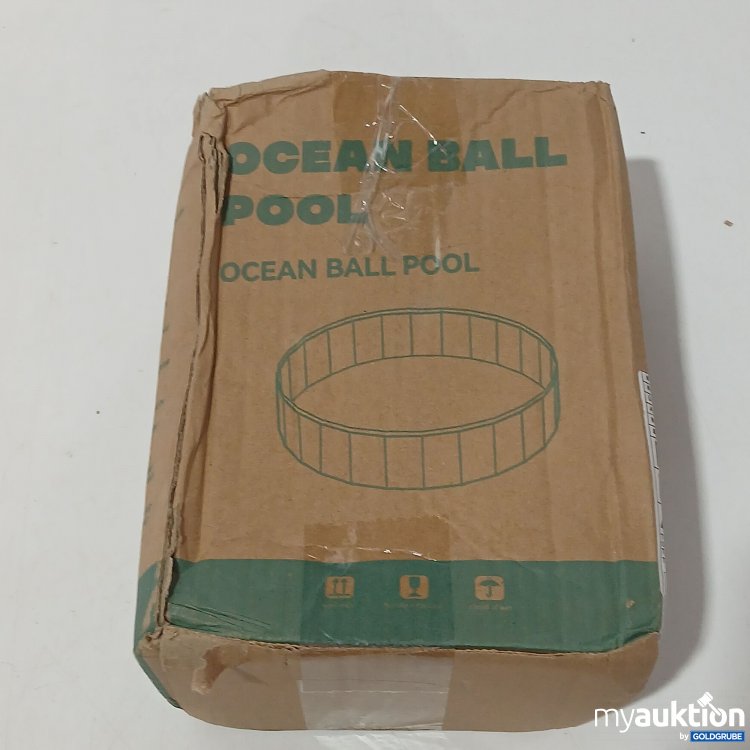 OCEAN BALL
POOL
OCEAN BALL POOL
myauktion
by GOLDGRUBE